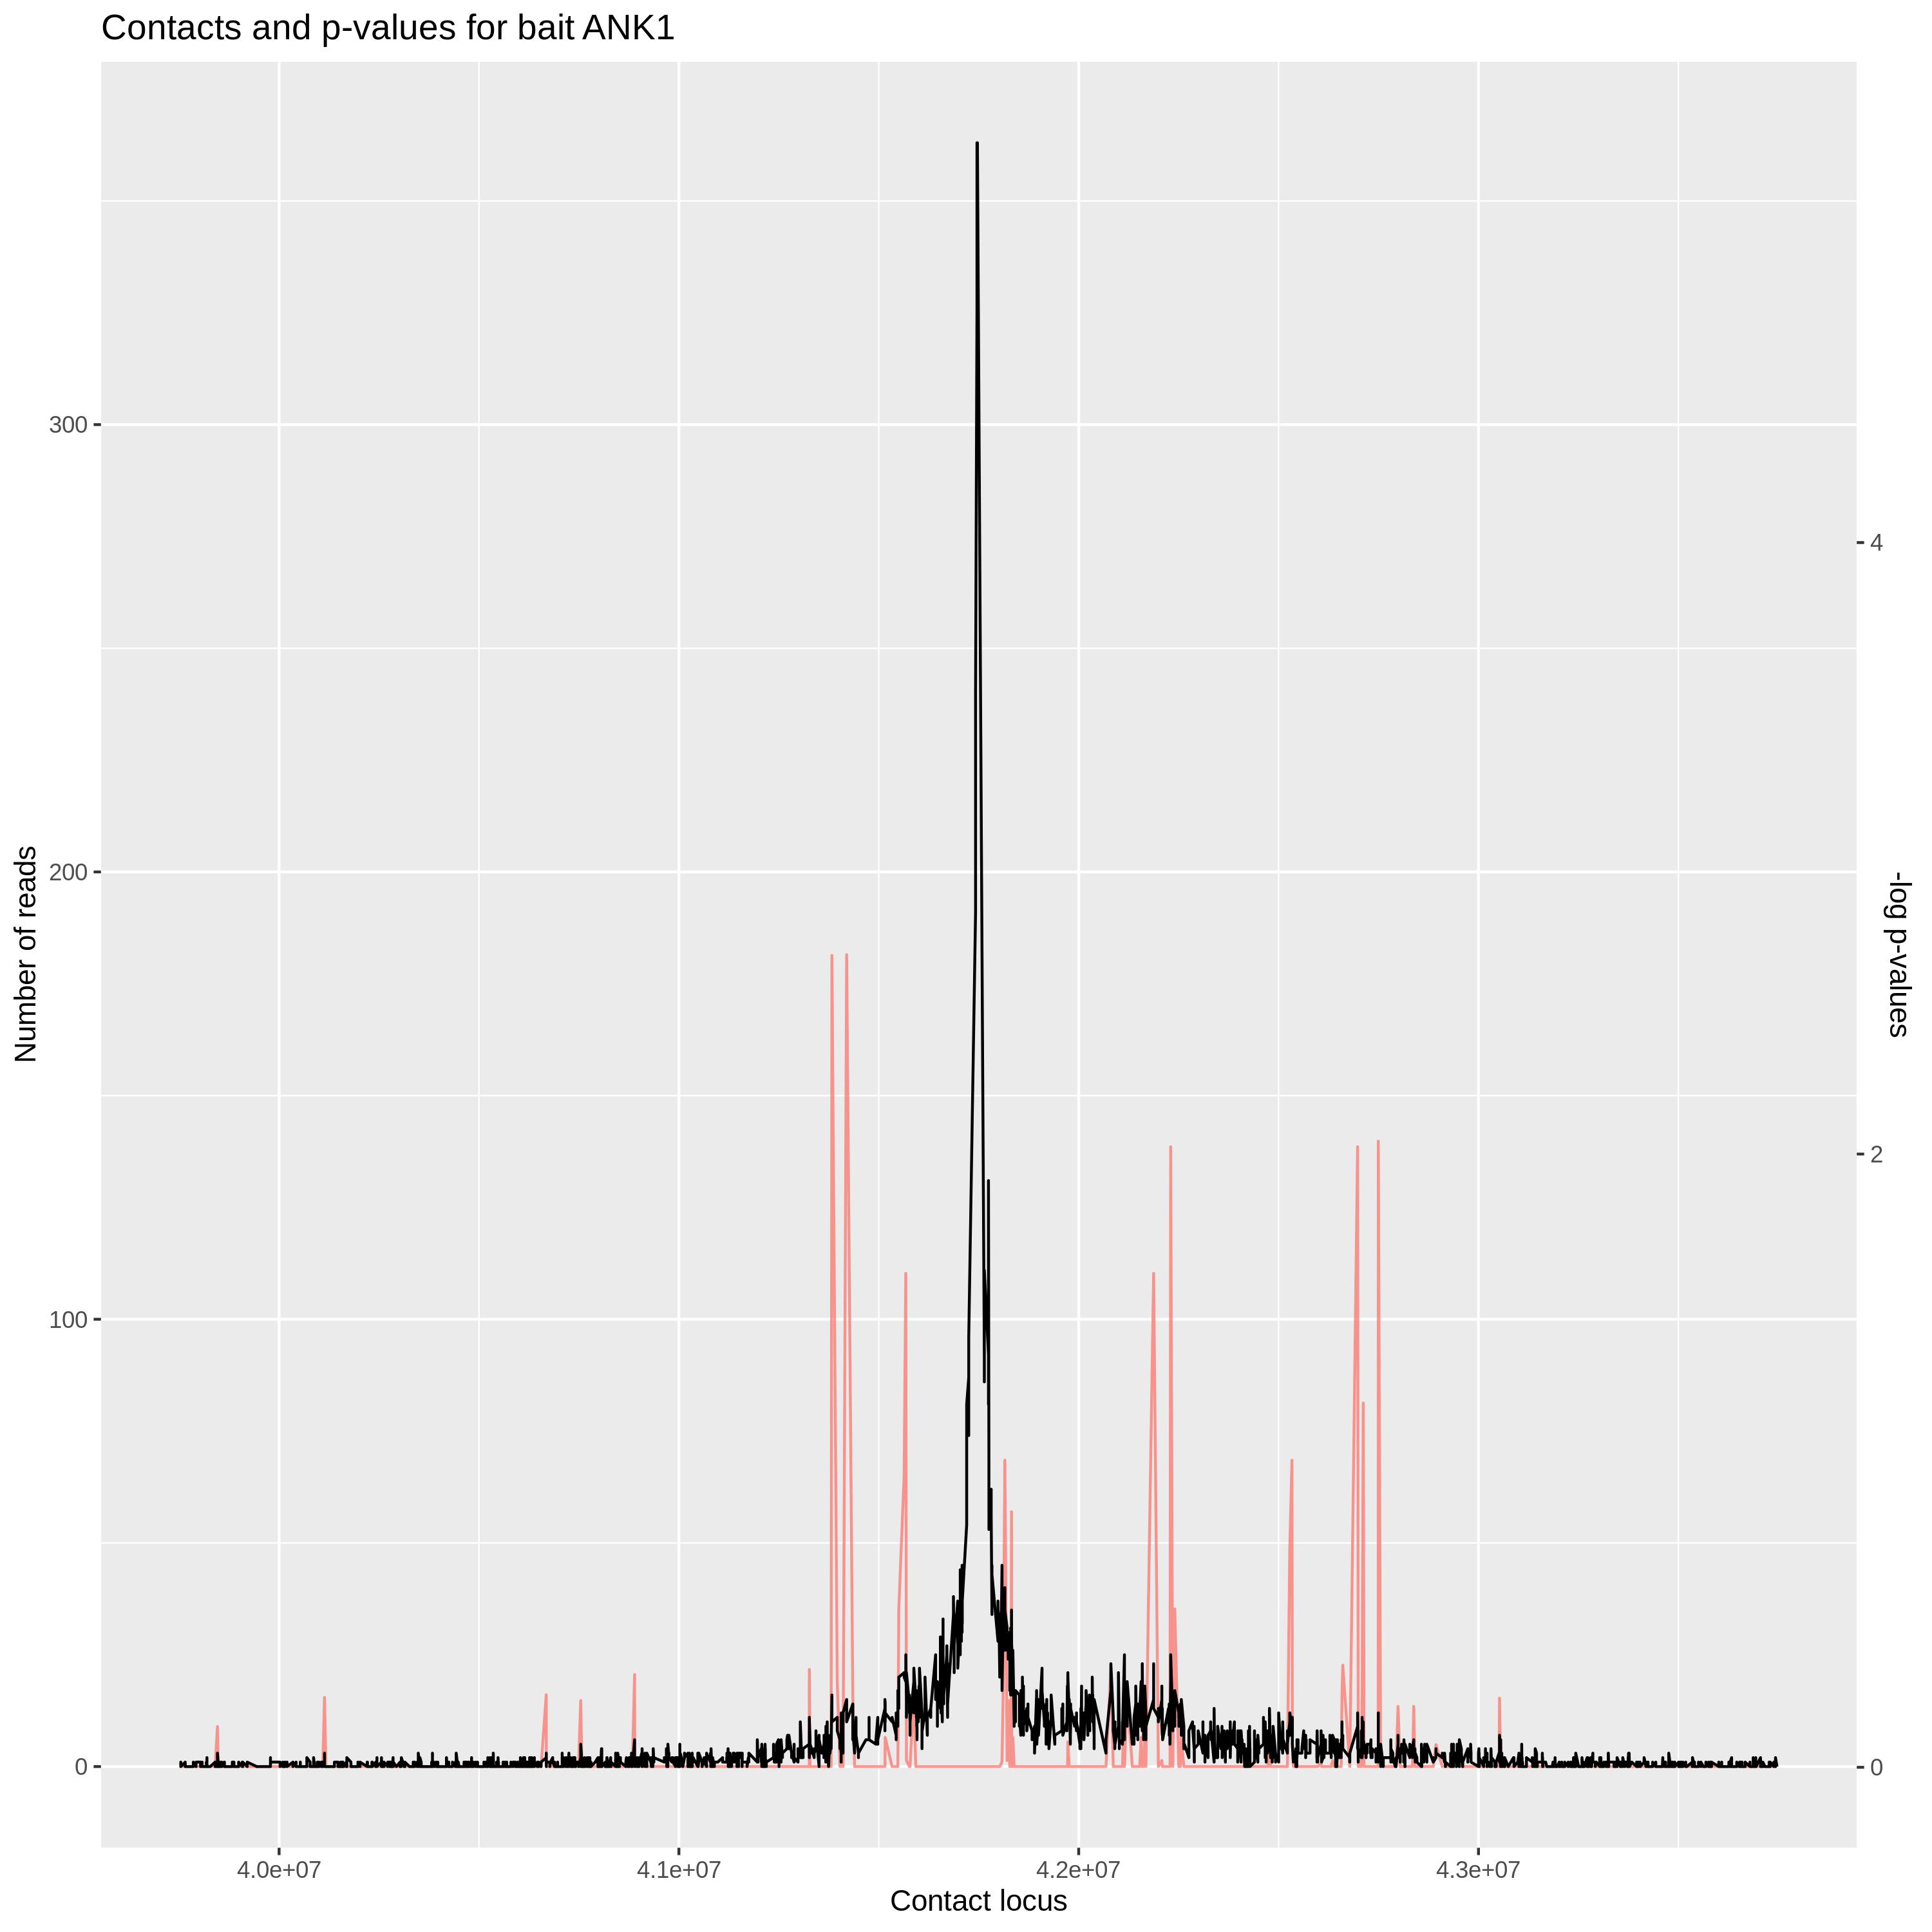 Contacts and p-values for bait ANK1
Number of reads
300
200
100
0
4
2
0
-log p-values
4.0e+07
4.1e+07
4.2e+07
4.3e+07
Contact locus